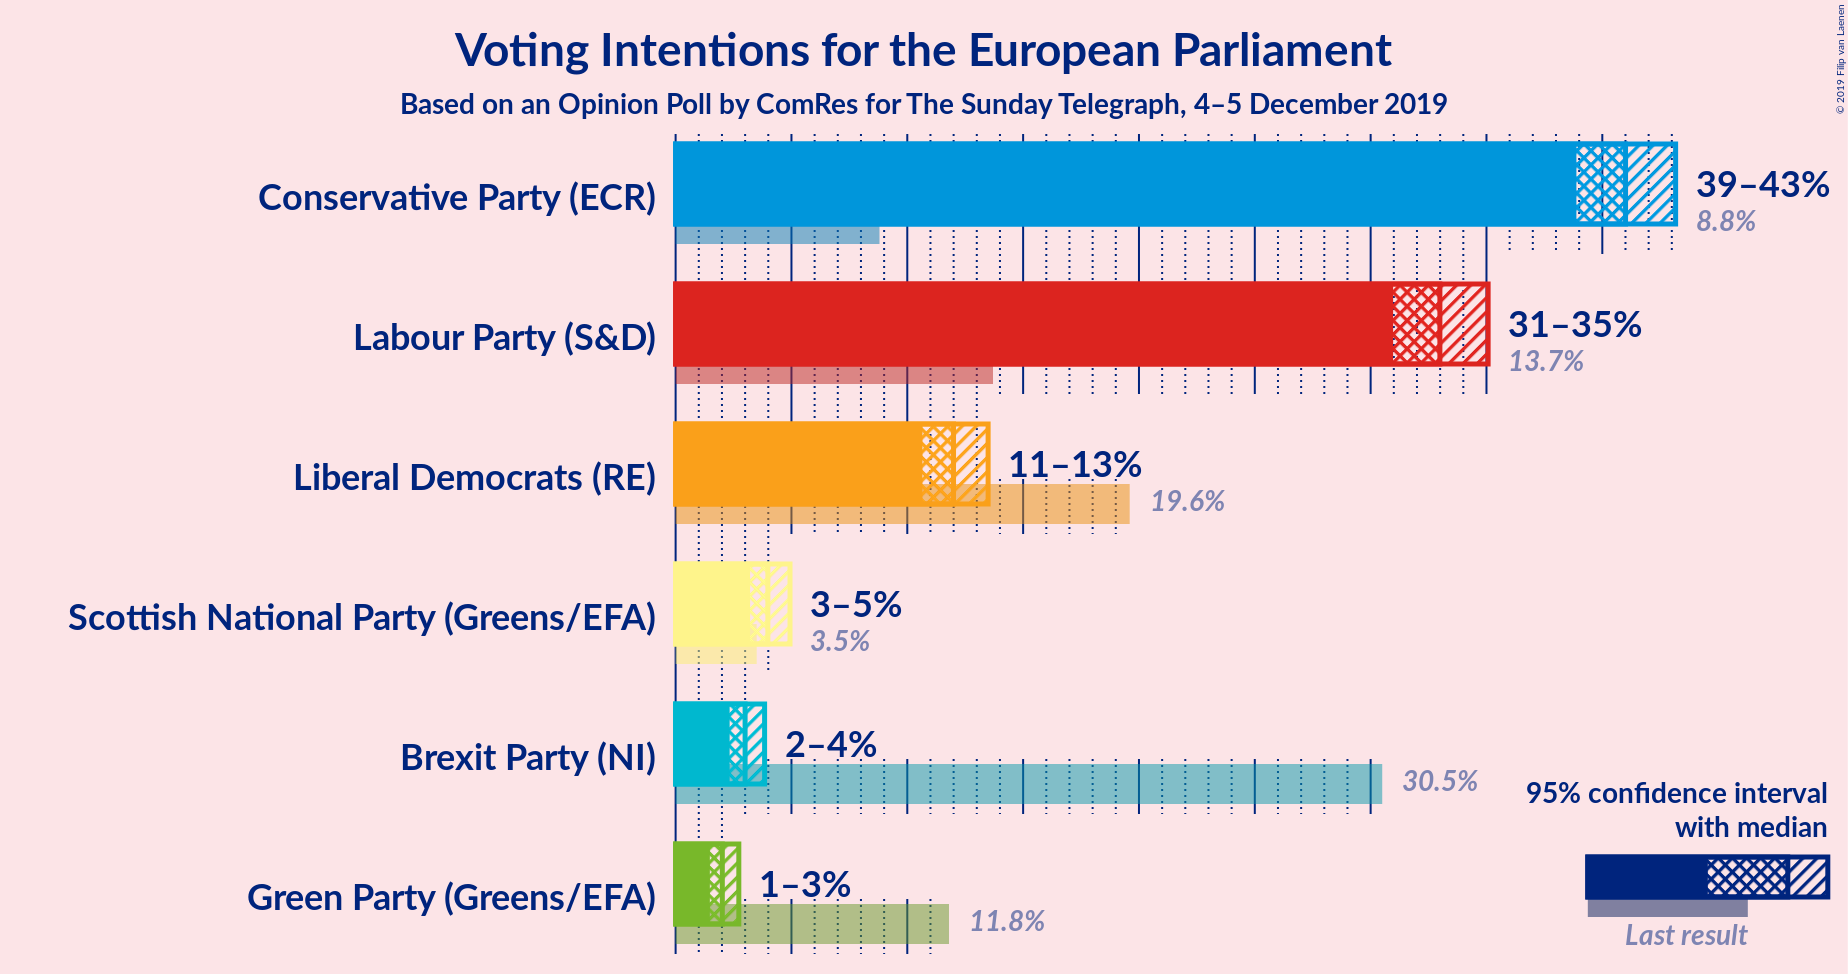 Voting Intentions for the European Parliament
Based on an Opinion Poll by ComRes for The Sunday Telegraph, 4–5 December 2019
© 2019 Filip van Laenen
Conservative Party (ECR)
39–43%
8.8%
Labour Party (S&D)
31–35%
13.7%
Liberal Democrats (RE)
11–13%
19.6%
Scottish National Party (Greens/EFA)
3–5%
3.5%
Brexit Party (NI)
2–4%
30.5%
Green Party (Greens/EFA)
1–3%
11.8%
95% confidence interval
with median
Last result